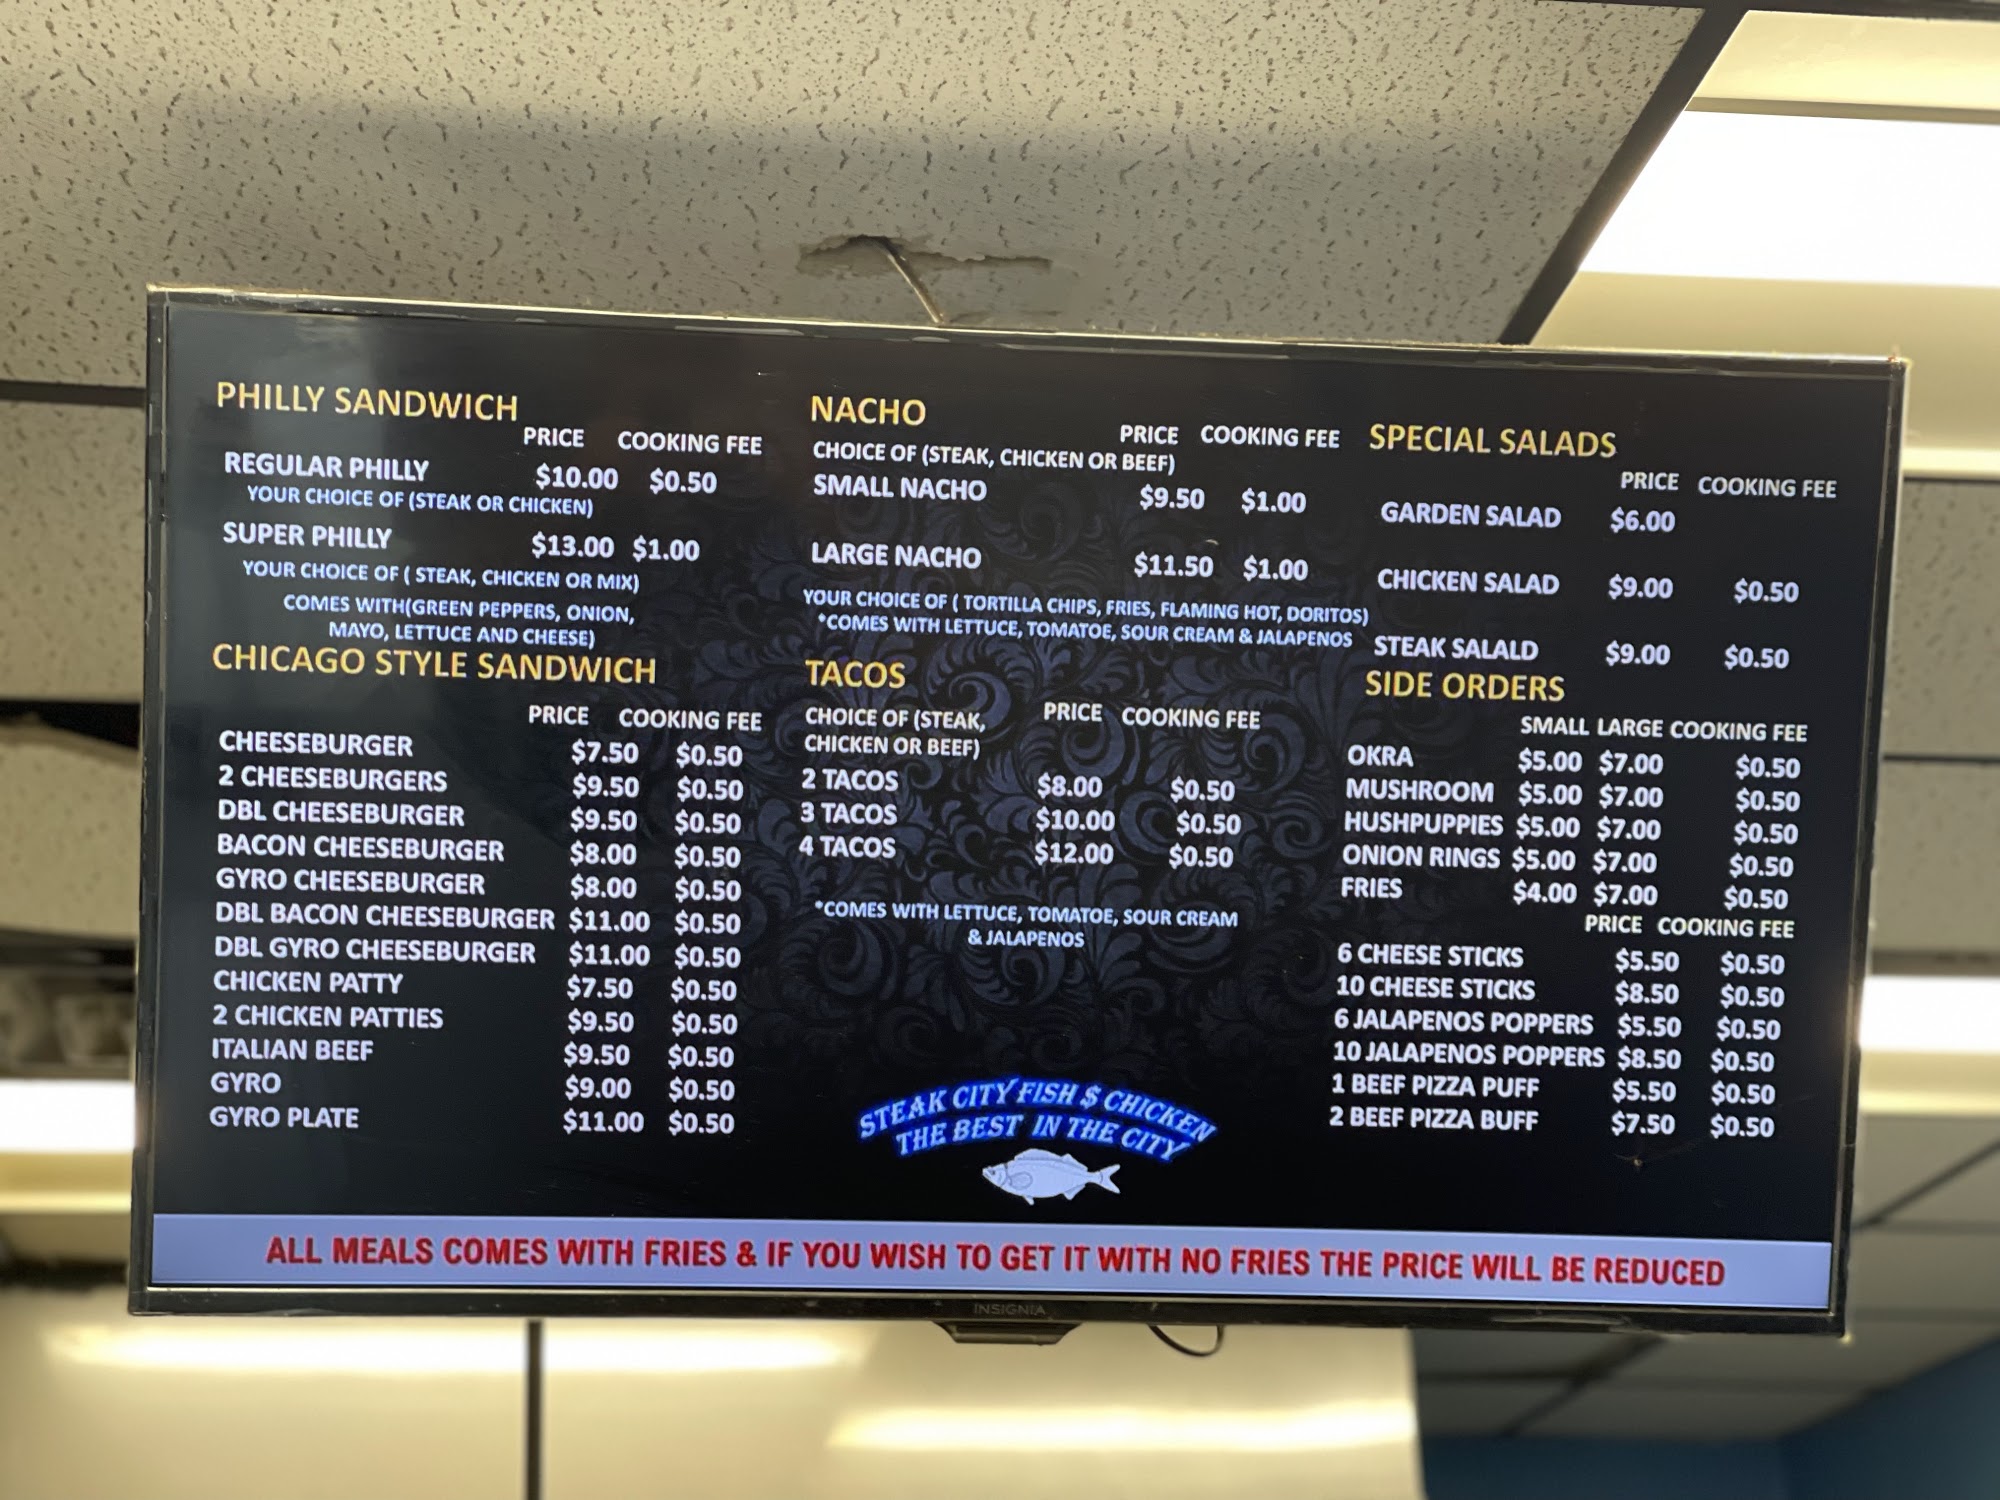 PHILLY SANDWICH
PRICE COOKING FEE
REGULAR PHILLY $10.00 $0.50
YOUR CHOICE OF (STEAK OR CHICKEN)
SUPER PHILLY $13.00 $1.00
YOUR CHOICE OF ( STEAK, CHICKEN OR MIX)
COMES WITH(GREEN PEPPERS, ONION,
MAYO, LETTUCE AND CHEESE)
CHICAGO STYLE SANDWICH
PRICE COOKING FEE
CHEESEBURGER $7.50 $0.50
2 CHEESEBURGERS $9.50 $0.50
DBL CHEESEBURGER $9.50 $0.50
BACON CHEESEBURGER $8.00 $0.50
GYRO CHEESEBURGER $8.00 $0.50
DBL BACON CHEESEBURGER $11.00 $0.50
DBL GYRO CHEESEBURGER $11.00 $0.50
CHICKEN PATTY $7.50 $0.50
2 CHICKEN PATTIES $9.50 $0.50
ITALIAN BEEF $9.50 $0.50
GYRO $9.00 $0.50
GYRO PLATE $11.00 $0.50
NACHO
PRICE COOKING FEE
CHOICE OF (STEAK, CHICKEN OR BEEF)
SMALL NACHO $9.50 $1.00
LARGE NACHO $11.50 $1.00
YOUR CHOICE OF ( TORTILLA CHIPS, FRIES, FLAMING HOT, DORITOS)
*COMES WITH LETTUCE, TOMATOE, SOUR CREAM & JALAPENOS
TACOS
CHOICE OF (STEAK, PRICE COOKING FEE
CHICKEN OR BEEF)
2 TACOS $8.00 $0.50
3 TACOS $10.00 $0.50
4 TACOS $12.00 $0.50
*COMES WITH LETTUCE, TOMATOE, SOUR CREAM
& JALAPENOS
STEAK CITY FISH $ CHICKEN
THE BEST IN THE CITY
SPECIAL SALADS
PRICE COOKING FEE
GARDEN SALAD $6.00
CHICKEN SALAD $9.00 $0.50
STEAK SALALD $9.00 $0.50
SIDE ORDERS
SMALL LARGE COOKING FEE
OKRA $5.00 $7.00 $0.50
MUSHROOM $5.00 $7.00 $0.50
HUSHPUPPIES $5.00 $7.00 $0.50
ONION RINGS $5.00 $7.00 $0.50
FRIES $4.00 $7.00 $0.50
PRICE COOKING FEE
6 CHEESE STICKS $5.50 $0.50
10 CHEESE STICKS $8.50 $0.50
6 JALAPENOS POPPERS $5.50 $0.50
10 JALAPENOS POPPERS $8.50 $0.50
1 BEEF PIZZA PUFF $5.50 $0.50
2 BEEF PIZZA BUFF $7.50 $0.50
ALL MEALS COMES WITH FRIES & IF YOU WISH TO GET IT WITH NO FRIES THE PRICE WILL BE REDUCED
INSIGNIA